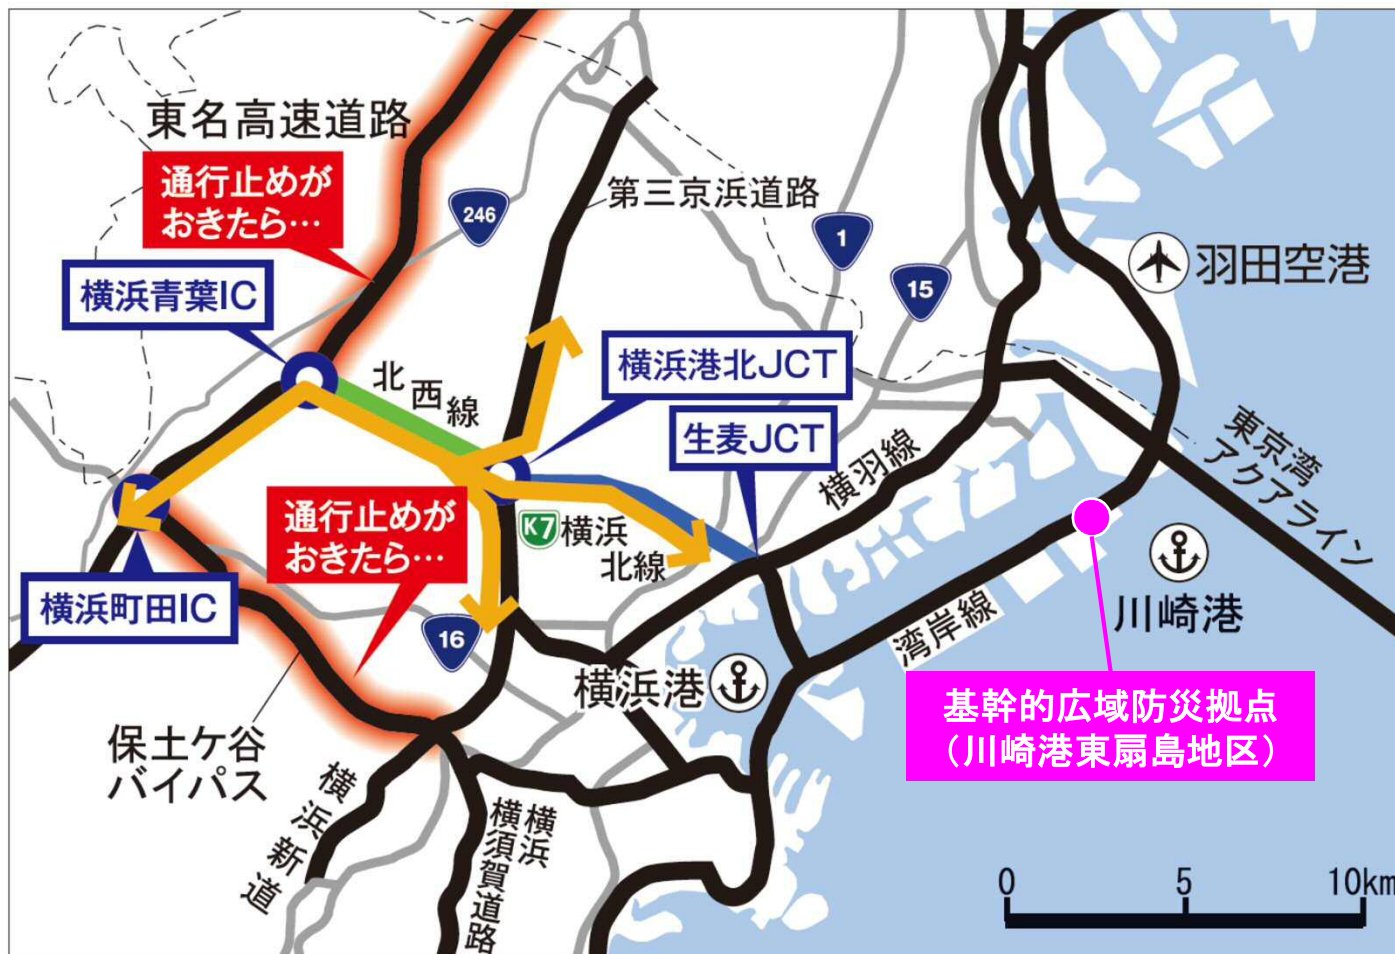 東名高速道路
通行止めが
おきたら…
246
第三京浜道路
1
15
羽田空港
横浜青葉IC
北西線
横浜港北JCT
生麦JCT
横羽線
東京湾
アクアライン
通行止めが
おきたら…
K7
横浜
北線
横浜町田IC
16
湾岸線
川崎港
横浜港
基幹的広域防災拠点
(川崎港東扇島地区)
保土ケ谷
バイパス
横浜新道
横浜
横須賀道路
0 5 10km